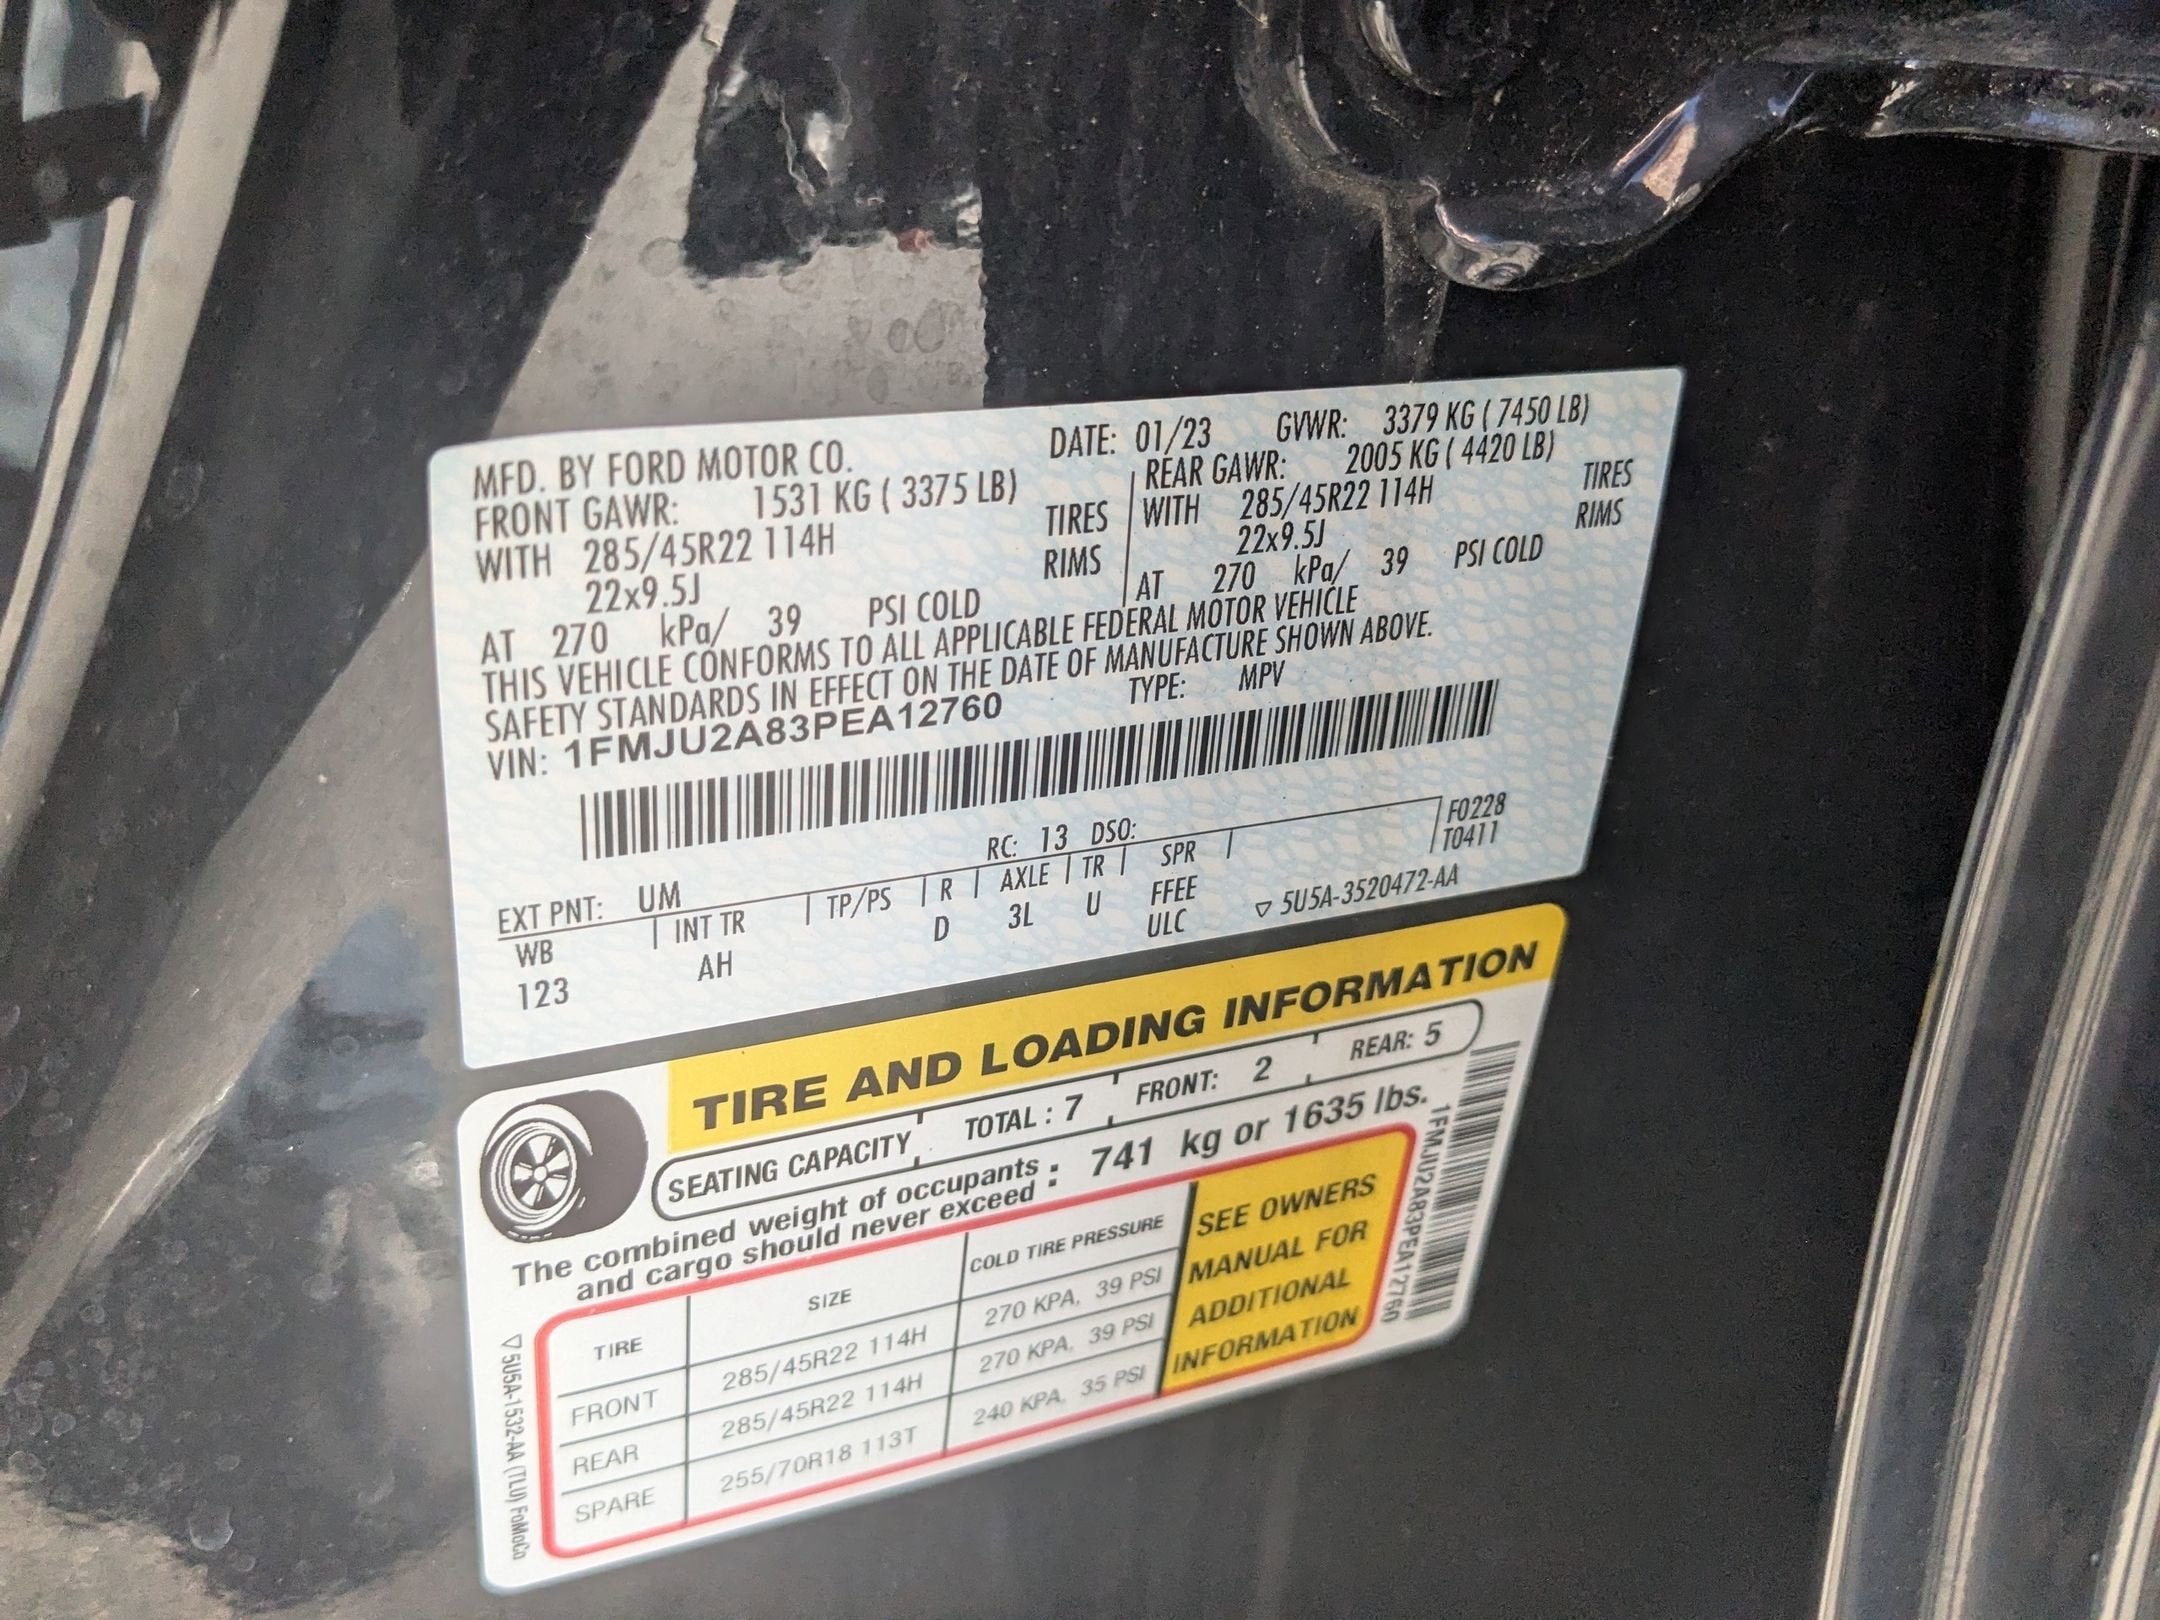 MFD. BY FORD MOTOR CO.
DATE: 01/23 GVWR: 3379 KG ( 7450 LB)
FRONT GAWR: 1531 KG ( 3375 LB)
WITH 285/45R22 114H TIRES
22x9.5J RIMS
AT 270 kPa/ 39 PSI COLD
REAR GAWR: 2005 KG ( 4420 LB)
WITH 285/45R22 114H TIRES
22x9.5J RIMS
AT 270 kPa/ 39 PSI COLD
THIS VEHICLE CONFORMS TO ALL APPLICABLE FEDERAL MOTOR VEHICLE
SAFETY STANDARDS IN EFFECT ON THE DATE OF MANUFACTURE SHOWN ABOVE.
VIN: 1FMJU2A83PEA12760 TYPE: MPV
F0228
T0411
EXT PNT: UM RC: 13 DSO:
WB INT TR TP/PS R AXLE TR SPR
123 AH D 3L U FFEE
ULC
▽ 5U5A-3520472-AA
TIRE AND LOADING INFORMATION
SEATING CAPACITY TOTAL : 7 FRONT: 2 REAR: 5
The combined weight of occupants
and cargo should never exceed : 741 kg or 1635 lbs.
TIRE SIZE COLD TIRE PRESSURE
FRONT 285/45R22 114H 270 KPA, 39 PSI
REAR 285/45R22 114H 270 KPA, 39 PSI
SPARE 255/70R18 113T 240 KPA, 35 PSI
SEE OWNERS
MANUAL FOR
ADDITIONAL
INFORMATION
1FMJU2A83PEA12760
▽ 5U5A-1532-AA (TLU) FoMoCo